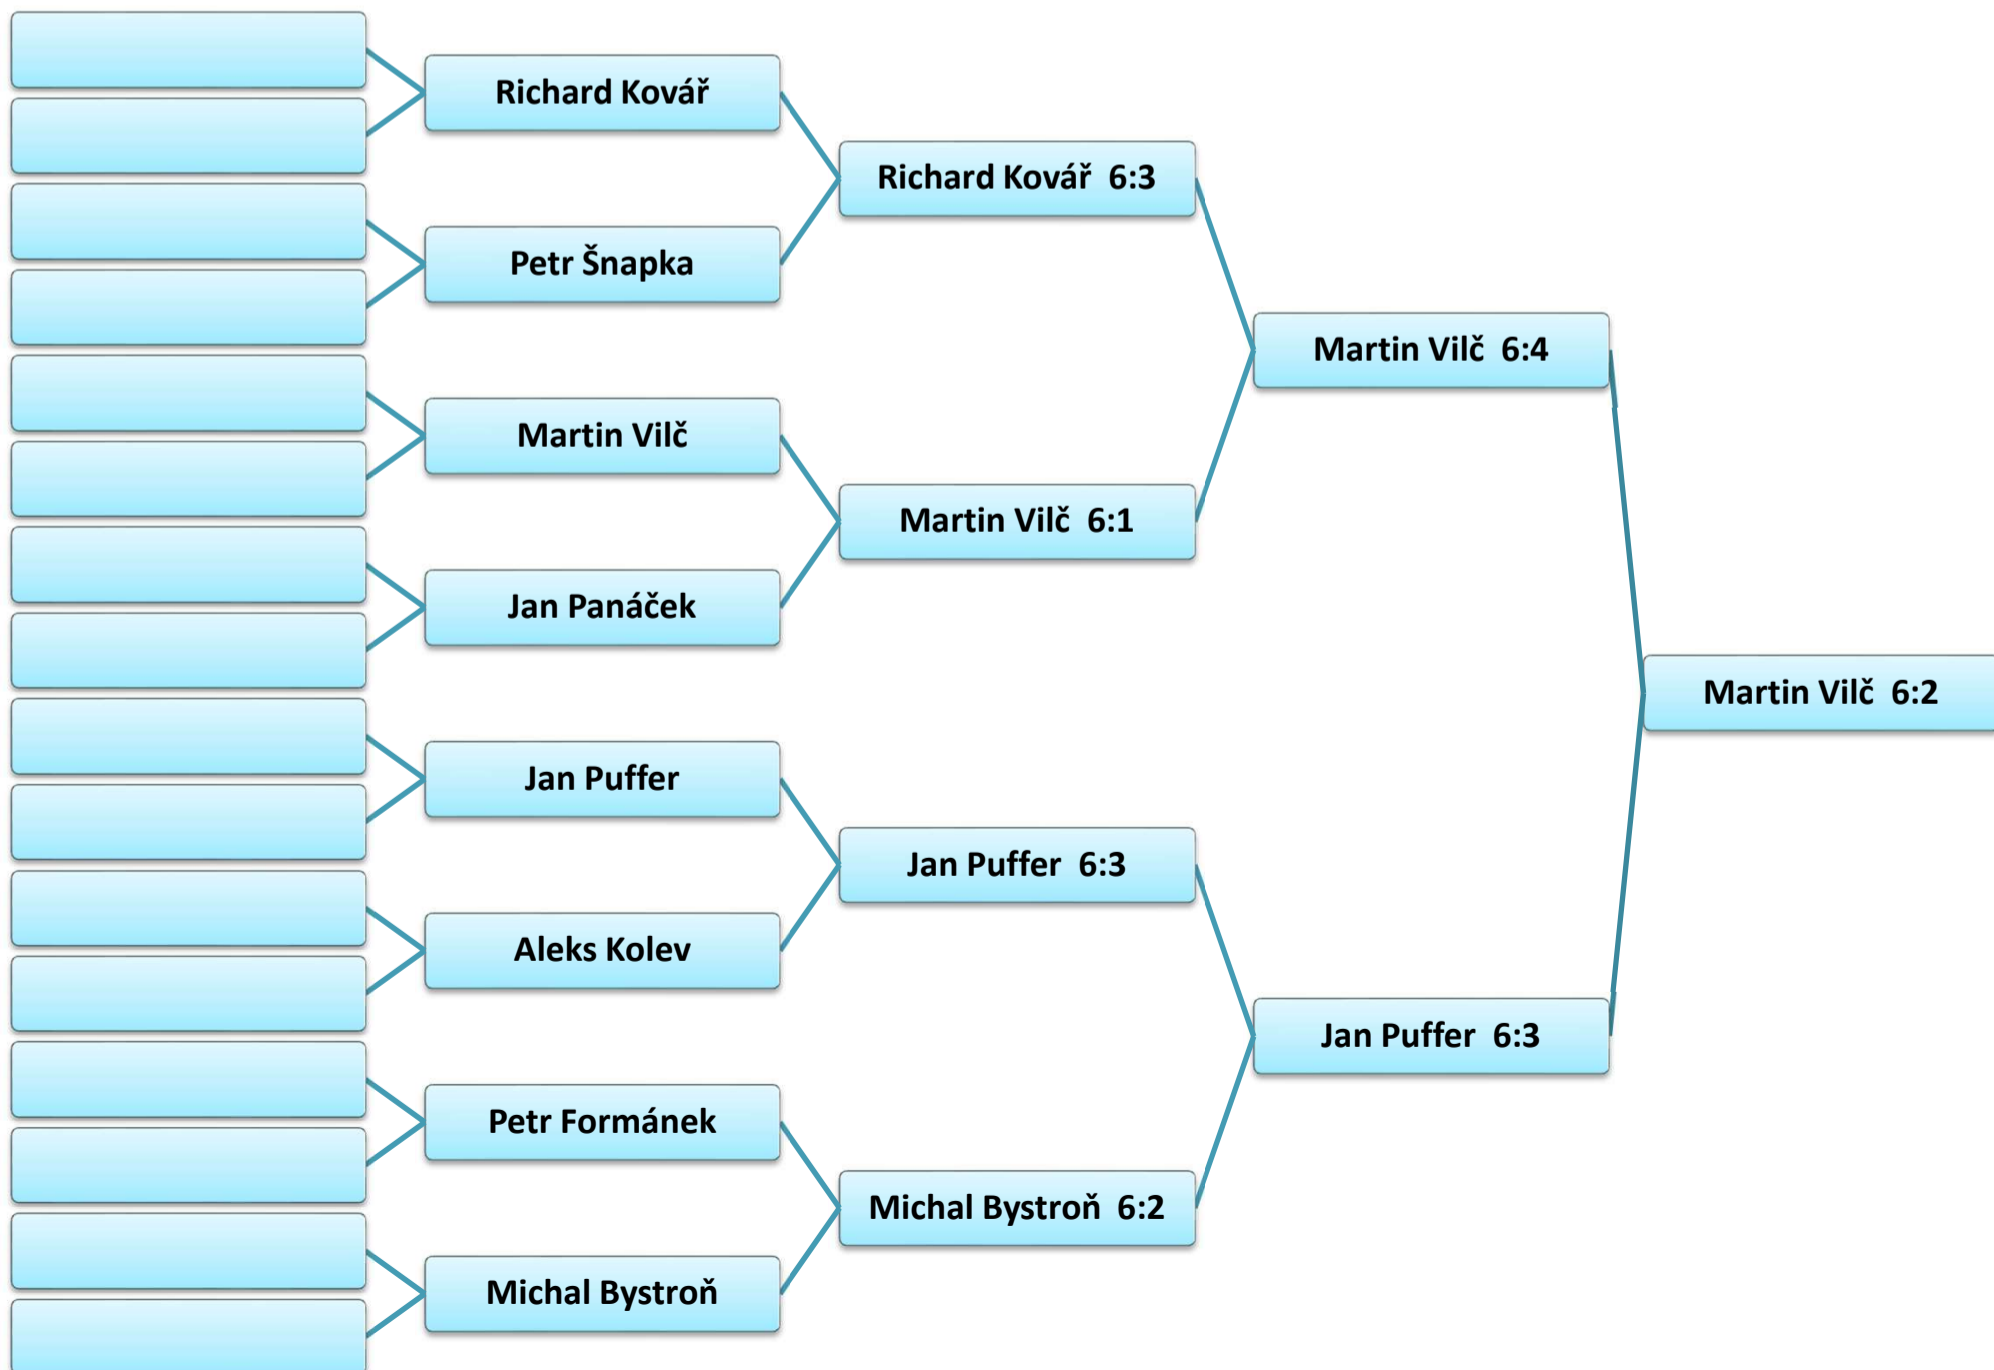 Richard Kovář
Petr Šnapka
Martin Vilč
Jan Panáček
Jan Puffer
Aleks Kolev
Petr Formánek
Michal Bystroň
Richard Kovář 6:3
Martin Vilč 6:1
Jan Puffer 6:3
Michal Bystroň 6:2
Martin Vilč 6:4
Jan Puffer 6:3
Martin Vilč 6:2